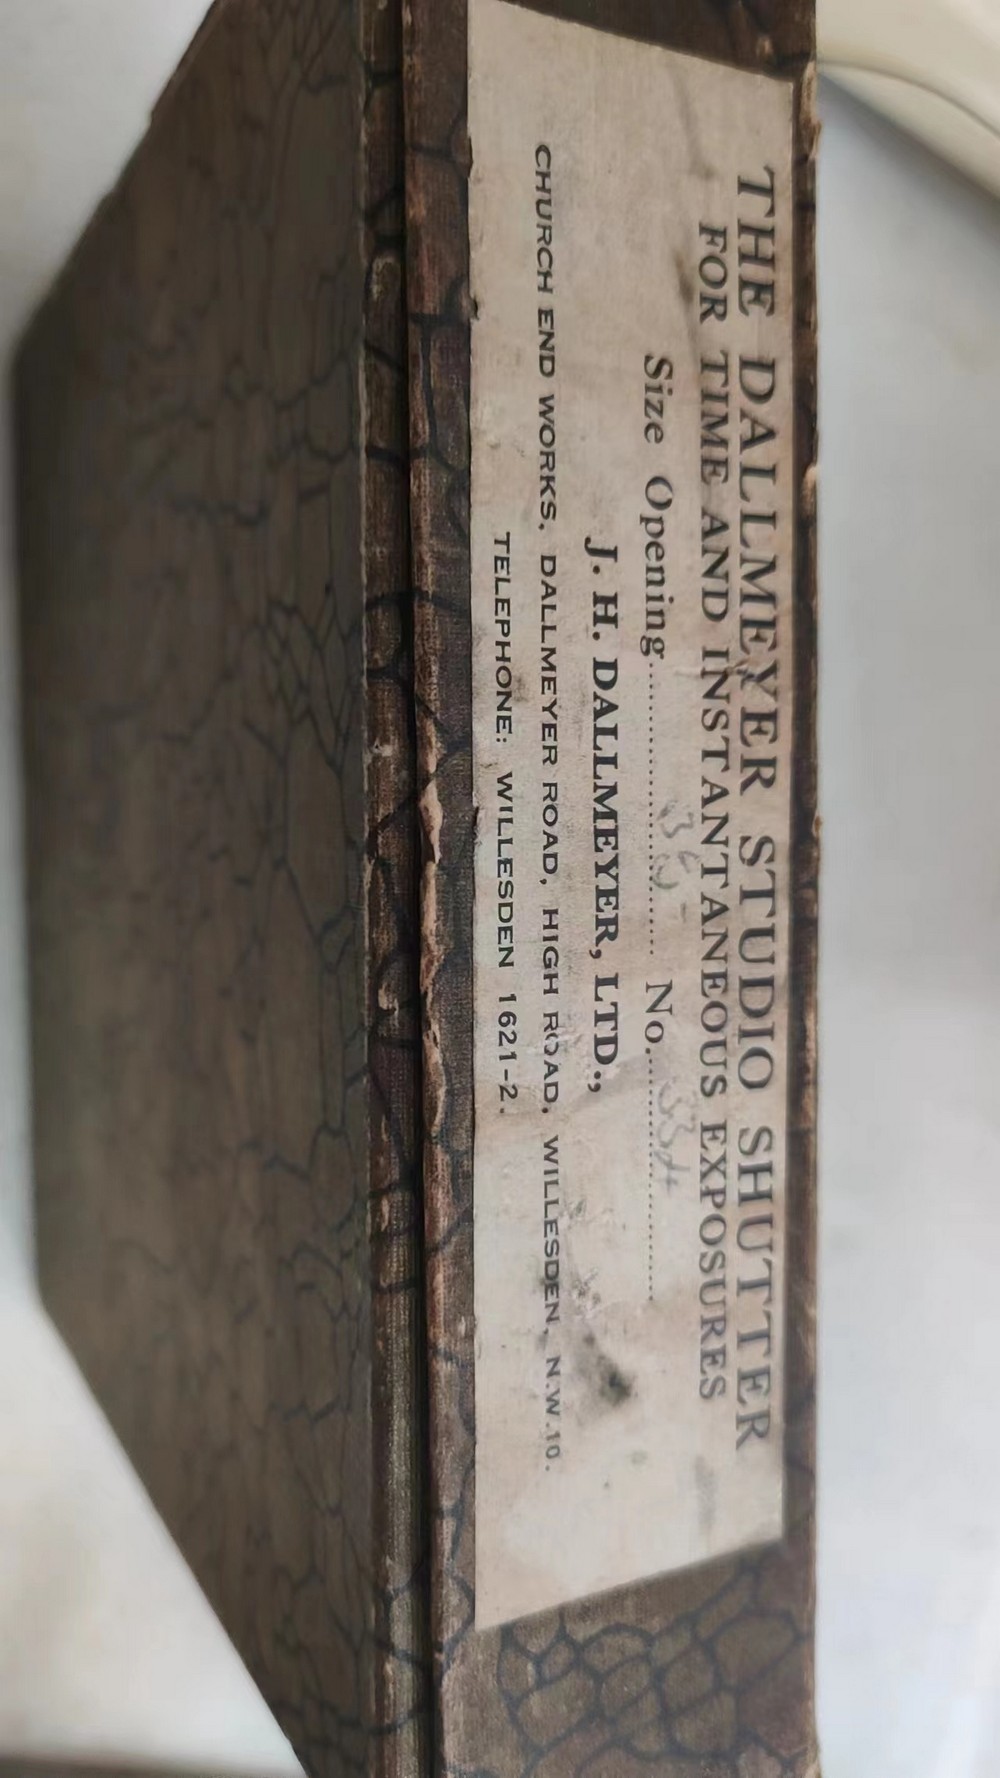 THE DALLMEYER STUDIO SHUTTER
FOR TIME AND INSTANTANEOUS EXPOSURES
Size Opening.................... No.....................
J. H. DALLMEYER, LTD.,
CHURCH END WORKS, DALLMEYER ROAD, HIGH ROAD, WILLESDEN, N.W.10.
TELEPHONE: WILLESDEN 1621-2.